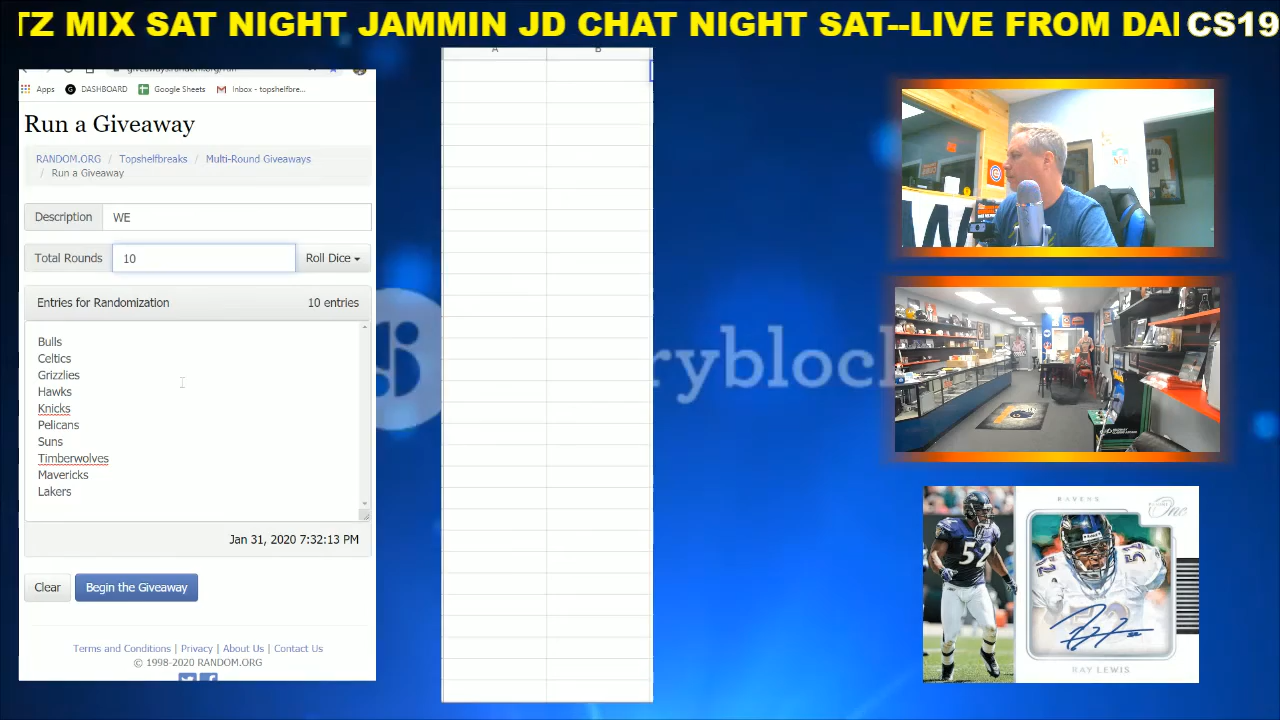 TZ MIX SAT NIGHT JAMMIN JD CHAT NIGHT SAT--LIVE FROM DAI CS19
Apps DASHBOARD Google Sheets Inbox - topshelfbre...
Run a Giveaway
RANDOM.ORG / Topshelfbreaks / Multi-Round Giveaways
/ Run a Giveaway
Description WE
Total Rounds 10 Roll Dice
Entries for Randomization 10 entries
Bulls
Celtics
Grizzlies
Hawks
Knicks
Pelicans
Suns
Timberwolves
Mavericks
Lakers
Jan 31, 2020 7:32:13 PM
Clear Begin the Giveaway
Terms and Conditions | Privacy | About Us | Contact Us
© 1998-2020 RANDOM.ORG
A B
ryblock
RAVENS
One
52
52
RAY LEWIS